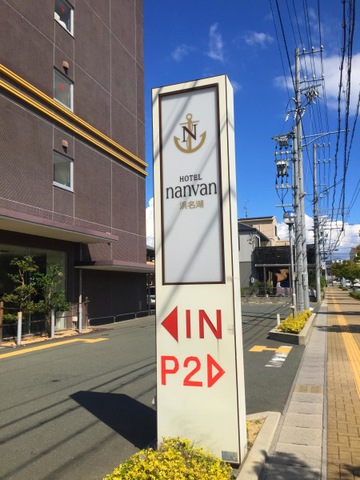 N
HOTEL
nanvan
浜名湖
◀IN
P2▷